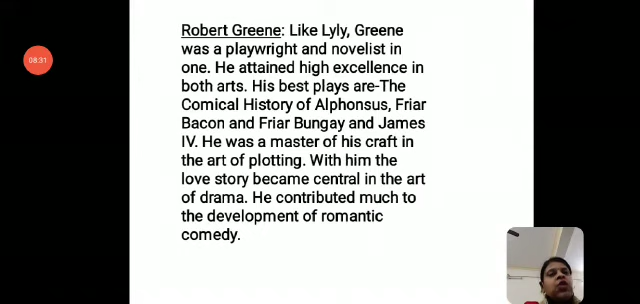 Robert Greene: Like Lyly, Greene
was a playwright and novelist in
one. He attained high excellence in
both arts. His best plays are-The
Comical History of Alphonsus, Friar
Bacon and Friar Bungay and James
IV. He was a master of his craft in
the art of plotting. With him the
love story became central in the art
of drama. He contributed much to
the development of romantic
comedy.
08:31